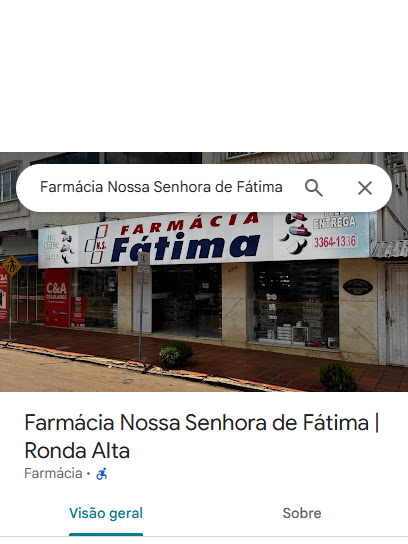 Farmácia Nossa Senhora de Fátima
FARMÁCIA
N.S. Fátima
ENTREGA
3364-1336
C&A
CELULARES
Farmácia Nossa Senhora de Fátima |
Ronda Alta
Farmácia
Visão geral
Sobre